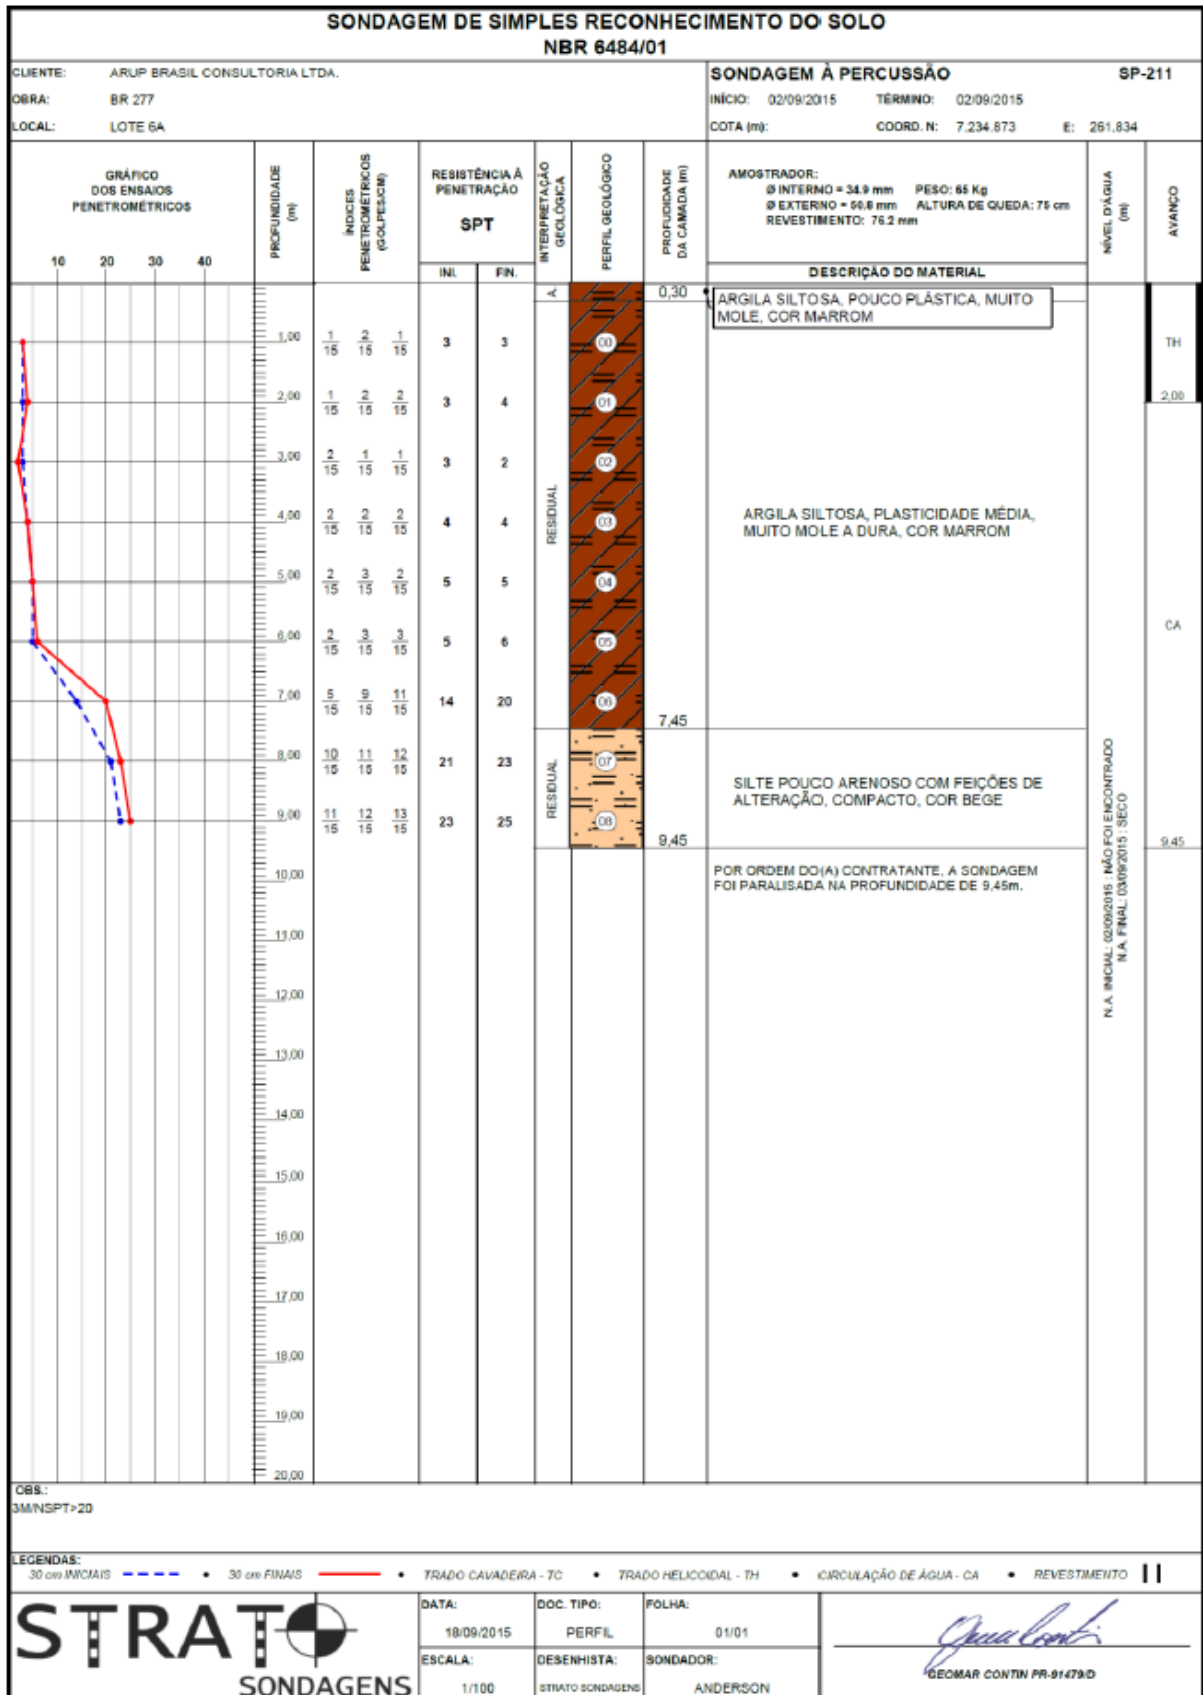 SONDAGEM DE SIMPLES RECONHECIMENTO DO SOLO
NBR 6484/01
CLIENTE: ARUP BRASIL CONSULTORIA LTDA.
OBRA: BR 277
LOCAL: LOTE 6A
SONDAGEM À PERCUSSÃO SP-211
INÍCIO: 02/09/2015 TÉRMINO: 02/09/2015
COTA (m): COORD. N: 7.234.873 E: 261.834
GRÁFICO
DOS ENSAIOS
PENETROMÉTRICOS
10 20 30 40
PROFUNDIDADE
(m)
ÍNDICES
PENETROMÉTRICOS
(GOLPES/CM)
RESISTÊNCIA À
PENETRAÇÃO
SPT
INI. FIN.
INTERPRETAÇÃO
GEOLÓGICA
PERFIL GEOLÓGICO
PROFUDIDADE
DA CAMADA (m)
AMOSTRADOR:
Ø INTERNO = 34.9 mm PESO: 65 Kg
Ø EXTERNO = 50.8 mm ALTURA DE QUEDA: 75 cm
REVESTIMENTO: 76.2 mm
DESCRIÇÃO DO MATERIAL
NÍVEL D'ÁGUA
(m)
AVANÇO
A.
0,30
ARGILA SILTOSA, POUCO PLÁSTICA, MUITO
MOLE, COR MARROM
1,00 1/15 2/15 1/15 3 3 00 TH
2,00 1/15 2/15 2/15 3 4 01 2,00
3,00 2/15 1/15 1/15 3 2 02
4,00 2/15 2/15 2/15 4 4 03
RESIDUAL
ARGILA SILTOSA, PLASTICIDADE MÉDIA,
MUITO MOLE A DURA, COR MARROM
5,00 2/15 3/15 2/15 5 5 04
6,00 2/15 3/15 3/15 5 6 05 CA
7,00 5/15 9/15 11/15 14 20 06
7,45
8,00 10/15 11/15 12/15 21 23 07
RESIDUAL
SILTE POUCO ARENOSO COM FEIÇÕES DE
ALTERAÇÃO, COMPACTO, COR BEGE
9,00 11/15 12/15 13/15 23 25 08
9,45 9,45
POR ORDEM DO(A) CONTRATANTE, A SONDAGEM
FOI PARALISADA NA PROFUNDIDADE DE 9,45m.
N.A. INICIAL: 02/09/2015 : NÃO FOI ENCONTRADO
N.A. FINAL: 03/09/2015 : SECO
10,00
11,00
12,00
13,00
14,00
15,00
16,00
17,00
18,00
19,00
20,00
OBS.:
3M/NSPT>20
LEGENDAS:
30 cm INICIAIS • 30 cm FINAIS • TRADO CAVADEIRA - TC • TRADO HELICOIDAL - TH • CIRCULAÇÃO DE ÁGUA - CA • REVESTIMENTO
STRATO
SONDAGENS
DATA: DOC. TIPO: FOLHA:
18/09/2015 PERFIL 01/01
ESCALA: DESENHISTA: SONDADOR:
1/100 STRATO SONDAGENS ANDERSON
GEOMAR CONTIN PR-91479/D